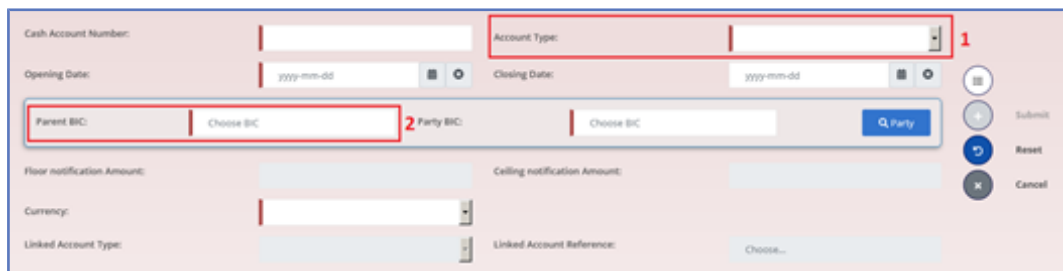 Cash Account Number: Account Type: 1
Opening Date: yyyy-mm-dd Closing Date: yyyy-mm-dd
Parent BIC: Choose BIC 2 Party BIC: Choose BIC Party
Submit
Reset
Floor notification Amount: Ceiling notification Amount:
Cancel
Currency:
Linked Account Type: Linked Account Reference: Choose...